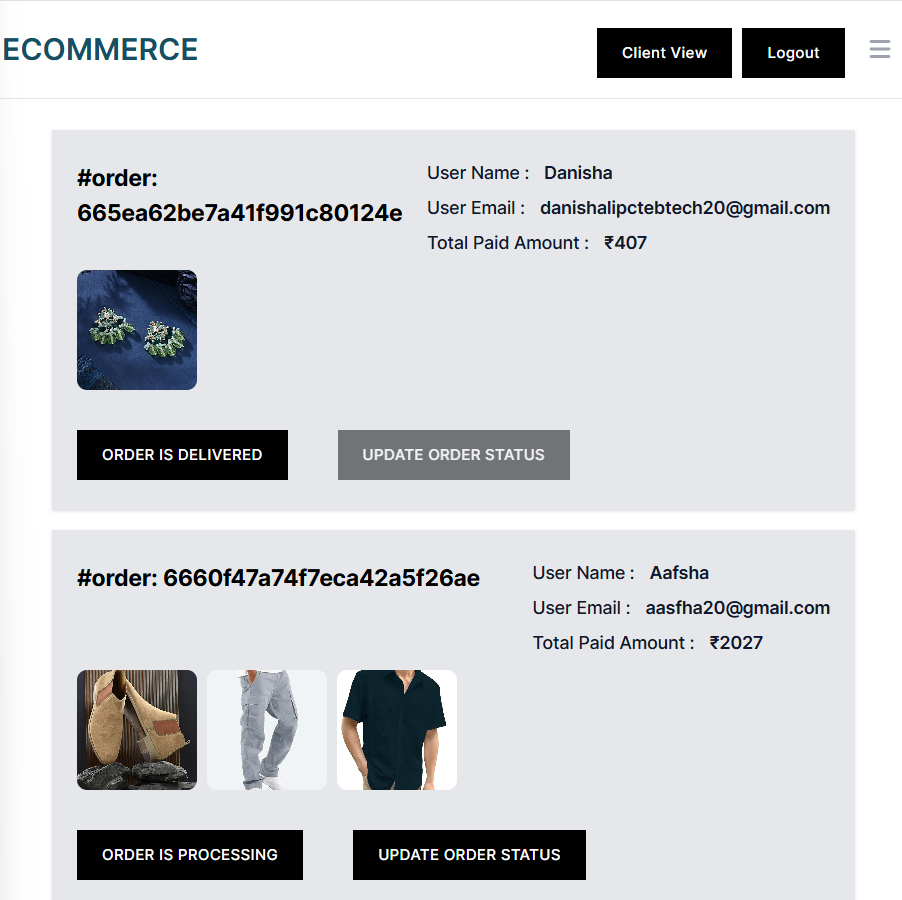 ECOMMERCE
Client View
Logout
#order:
665ea62be7a41f991c80124e
User Name : Danisha
User Email : danishalipctebtech20@gmail.com
Total Paid Amount : ₹407
ORDER IS DELIVERED
UPDATE ORDER STATUS
#order: 6660f47a74f7eca42a5f26ae
User Name : Aafsha
User Email : aasfha20@gmail.com
Total Paid Amount : ₹2027
ORDER IS PROCESSING
UPDATE ORDER STATUS